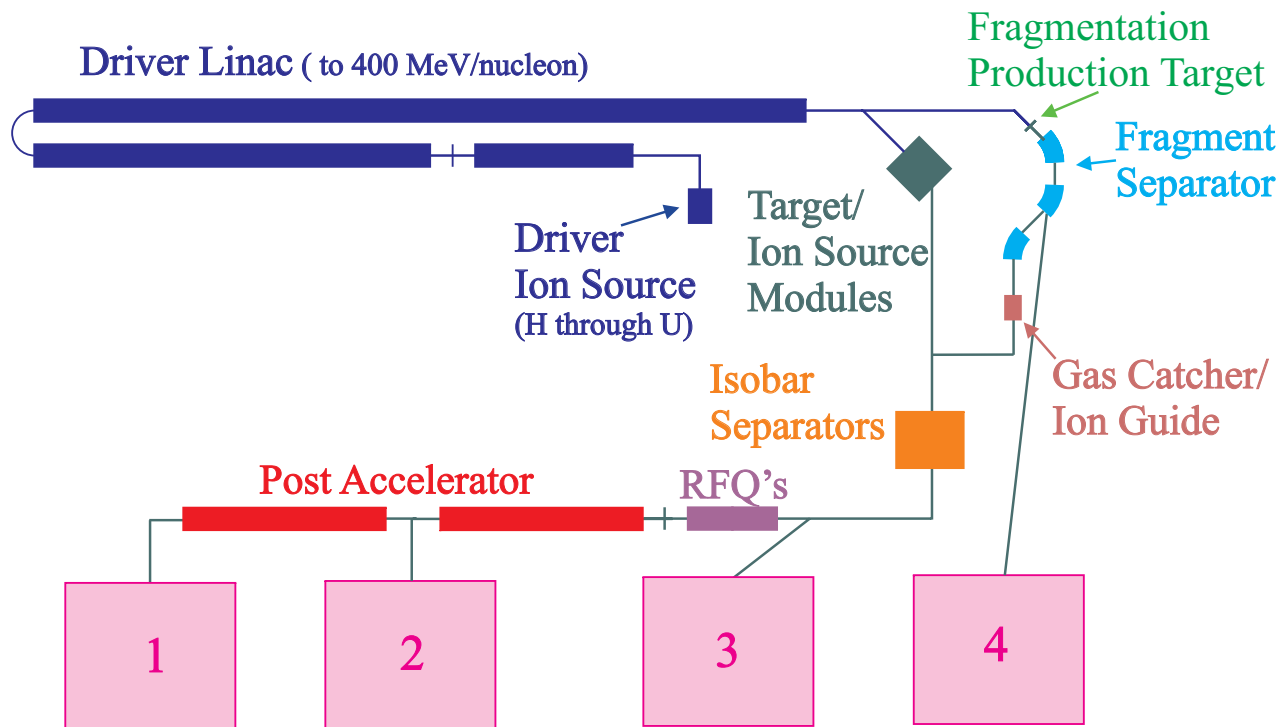 Driver Linac ( to 400 MeV/nucleon)
Fragmentation
Production Target
Fragment
Separator
Driver
Ion Source
(H through U)
Target/
Ion Source
Modules
Gas Catcher/
Ion Guide
Isobar
Separators
Post Accelerator
RFQ’s
1
2
3
4